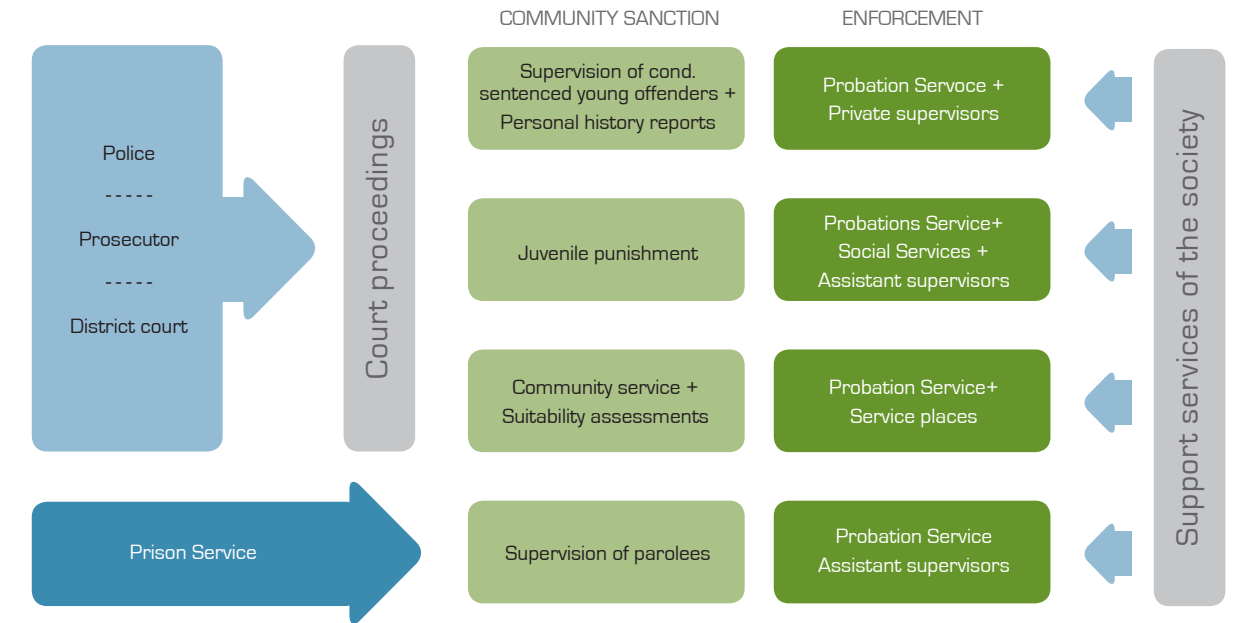 COMMUNITY SANCTION
ENFORCEMENT
Police
-----
Prosecutor
-----
District court
Court proceedings
Supervision of cond.
sentenced young offenders +
Personal history reports
Probation Servoce +
Private supervisors
Juvenile punishment
Probations Service+
Social Services +
Assistant supervisors
Community service +
Suitability assessments
Probation Service+
Service places
Prison Service
Supervision of parolees
Probation Service
Assistant supervisors
Support services of the society